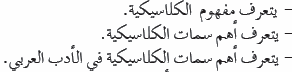 – يتعرف مفهوم الكلاسيكية.
– يتعرف أهم سمات الكلاسيكية.
– يتعرف أهم سمات الكلاسيكية في الأدب العربي.